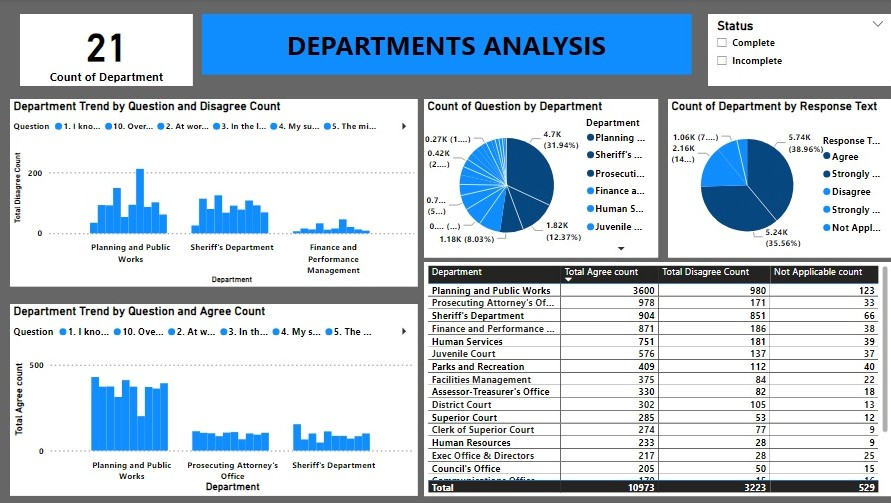 21
Count of Department
DEPARTMENTS ANALYSIS
Status
Complete
Incomplete
Department Trend by Question and Disagree Count
Question 1. I kno... 10. Over... 2. At wor... 3. In the l... 4. My su... 5. The mi...
Total Disagree Count
200
0
Planning and Public Works
Sheriff's Department
Finance and Performance Management
Department
Count of Question by Department
0.27K (1....)
0.42K (2....)
0.7... (5...)
0.... (...)
1.18K (8.03%)
4.7K (31.94%)
1.82K (12.37%)
Department
Planning ...
Sheriff's ...
Prosecuti...
Finance a...
Human S...
Juvenile ...
Count of Department by Response Text
1.06K (7....)
2.16K (14...)
5.74K (38.96%)
5.24K (35.56%)
Response T...
Agree
Strongly ...
Disagree
Strongly ...
Not Appl...
Department Trend by Question and Agree Count
Question 1. I kno... 10. Ove... 2. At w... 3. In th... 4. My s... 5. The ...
Total Agree count
500
0
Planning and Public Works
Prosecuting Attorney's Office
Sheriff's Department
Department
Department Total Agree count Total Disagree Count Not Applicable count
Planning and Public Works 3600 980 123
Prosecuting Attorney's Of... 978 171 33
Sheriff's Department 904 851 66
Finance and Performance ... 871 186 38
Human Services 751 181 39
Juvenile Court 576 137 37
Parks and Recreation 409 112 40
Facilities Management 375 84 22
Assessor-Treasurer's Office 330 82 18
District Court 302 105 13
Superior Court 285 53 12
Clerk of Superior Court 274 77 9
Human Resources 233 28 9
Exec Office & Directors 217 28 25
Council's Office 205 50 15
Total 10973 3223 529